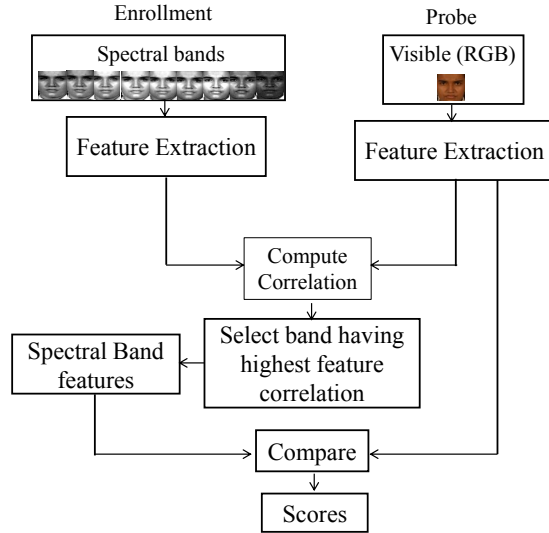 Enrollment
Probe
Spectral bands
Visible (RGB)
Feature Extraction
Feature Extraction
Compute
Correlation
Select band having
highest feature
correlation
Spectral Band
features
Compare
Scores